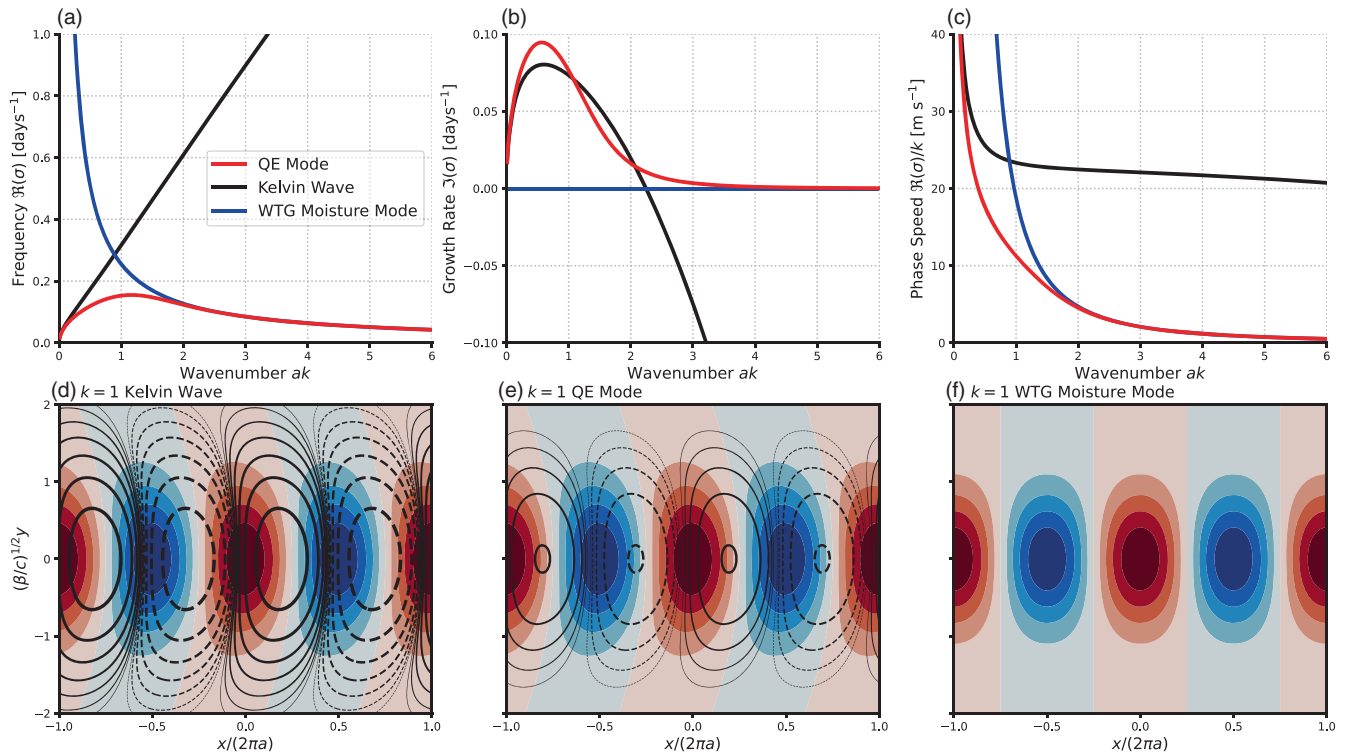 (a)
(b)
(c)
1.0
0.8
0.6
0.4
0.2
0.0
Frequency ℜ(σ) [days⁻¹]
QE Mode
Kelvin Wave
WTG Moisture Mode
0 1 2 3 4 5 6
Wavenumber ak
0.10
0.05
0.00
−0.05
−0.10
Growth Rate ℑ(σ) [days⁻¹]
0 1 2 3 4 5 6
Wavenumber ak
40
30
20
10
0
Phase Speed ℜ(σ)/k [m s⁻¹]
0 1 2 3 4 5 6
Wavenumber ak
(d) k = 1 Kelvin Wave
(e) k = 1 QE Mode
(f) k = 1 WTG Moisture Mode
2
1
0
−1
−2
(β/c)^{1/2}y
−1.0 −0.5 0.0 0.5 1.0
x/(2πa)
−1.0 −0.5 0.0 0.5 1.0
x/(2πa)
−1.0 −0.5 0.0 0.5 1.0
x/(2πa)